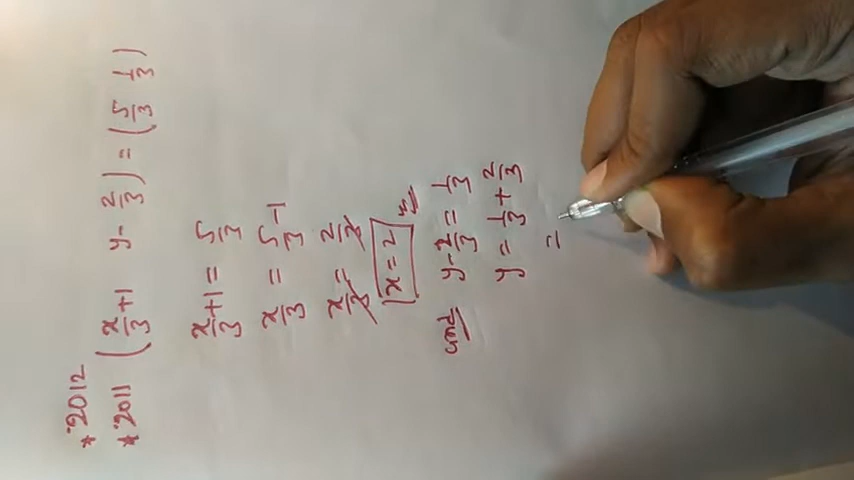 *2012
*2011 (x/3+1 y-2/3) = (5/3 1/3)
x/3+1 = 5/3
x/3 = 5/3-1
x/3 = 2/3
x=2
and y-2/3 = 1/3
y = 1/3 + 2/3
=